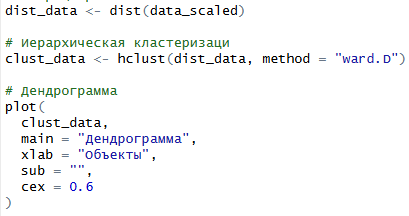 dist_data <- dist(data_scaled)
# Иерархическая кластеризаци
clust_data <- hclust(dist_data, method = "ward.D")
# Дендрограмма
plot(
  clust_data,
  main = "Дендрограмма",
  xlab = "Объекты",
  sub = "",
  cex = 0.6
)